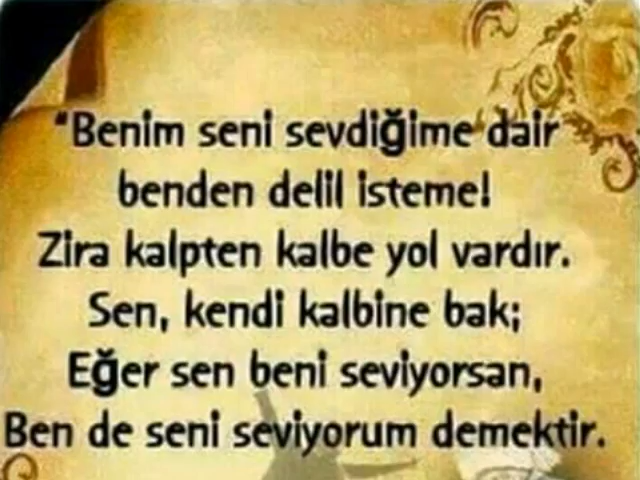 "Benim seni sevdiğime dair
benden delil isteme!
Zira kalpten kalbe yol vardır.
Sen, kendi kalbine bak;
Eğer sen beni seviyorsan,
Ben de seni seviyorum demektir.